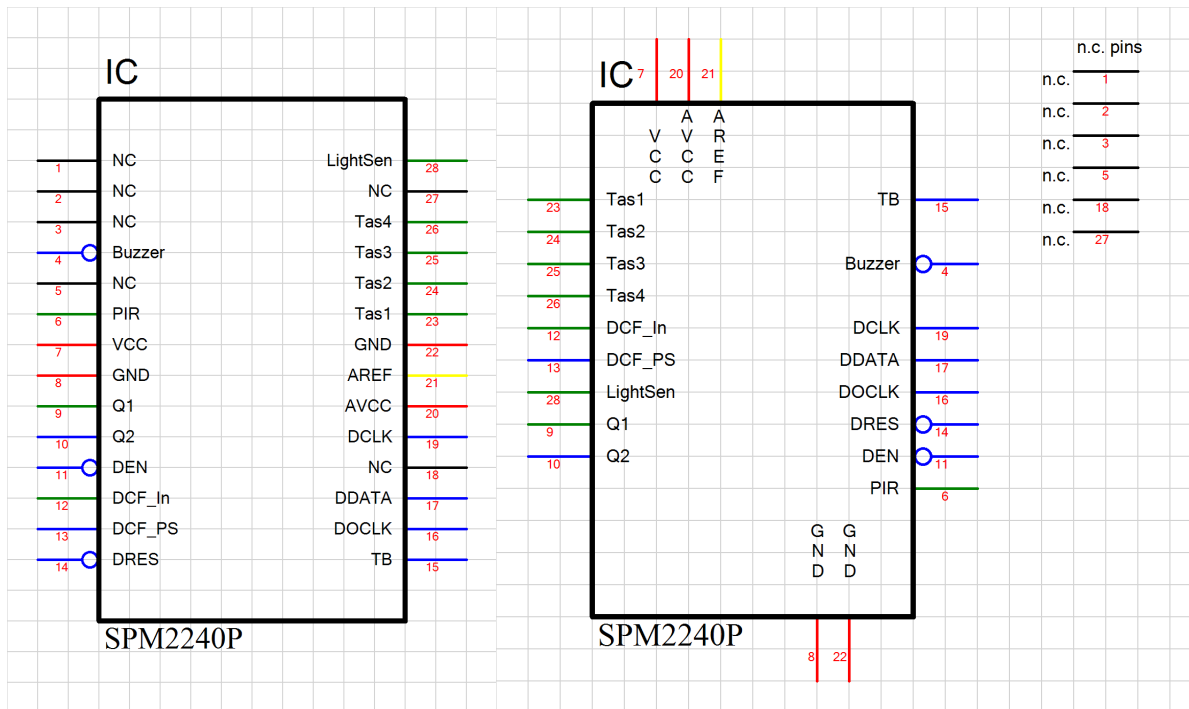 IC
1 NC LightSen 28
2 NC NC 27
3 NC Tas4 26
4 Buzzer Tas3 25
5 NC Tas2 24
6 PIR Tas1 23
7 VCC GND 22
8 GND AREF 21
9 Q1 AVCC 20
10 Q2 DCLK 19
11 DEN NC 18
12 DCF_In DDATA 17
13 DCF_PS DOCLK 16
14 DRES TB 15
SPM2240P
IC
7 20 21
VCC AVCC AREF
23 Tas1 TB 15
24 Tas2
25 Tas3 Buzzer 4
26 Tas4
12 DCF_In DCLK 19
13 DCF_PS DDATA 17
28 LightSen DOCLK 16
9 Q1 DRES 14
10 Q2 DEN 11
PIR 6
GND GND
8 22
SPM2240P
n.c. pins
n.c. 1
n.c. 2
n.c. 3
n.c. 5
n.c. 18
n.c. 27